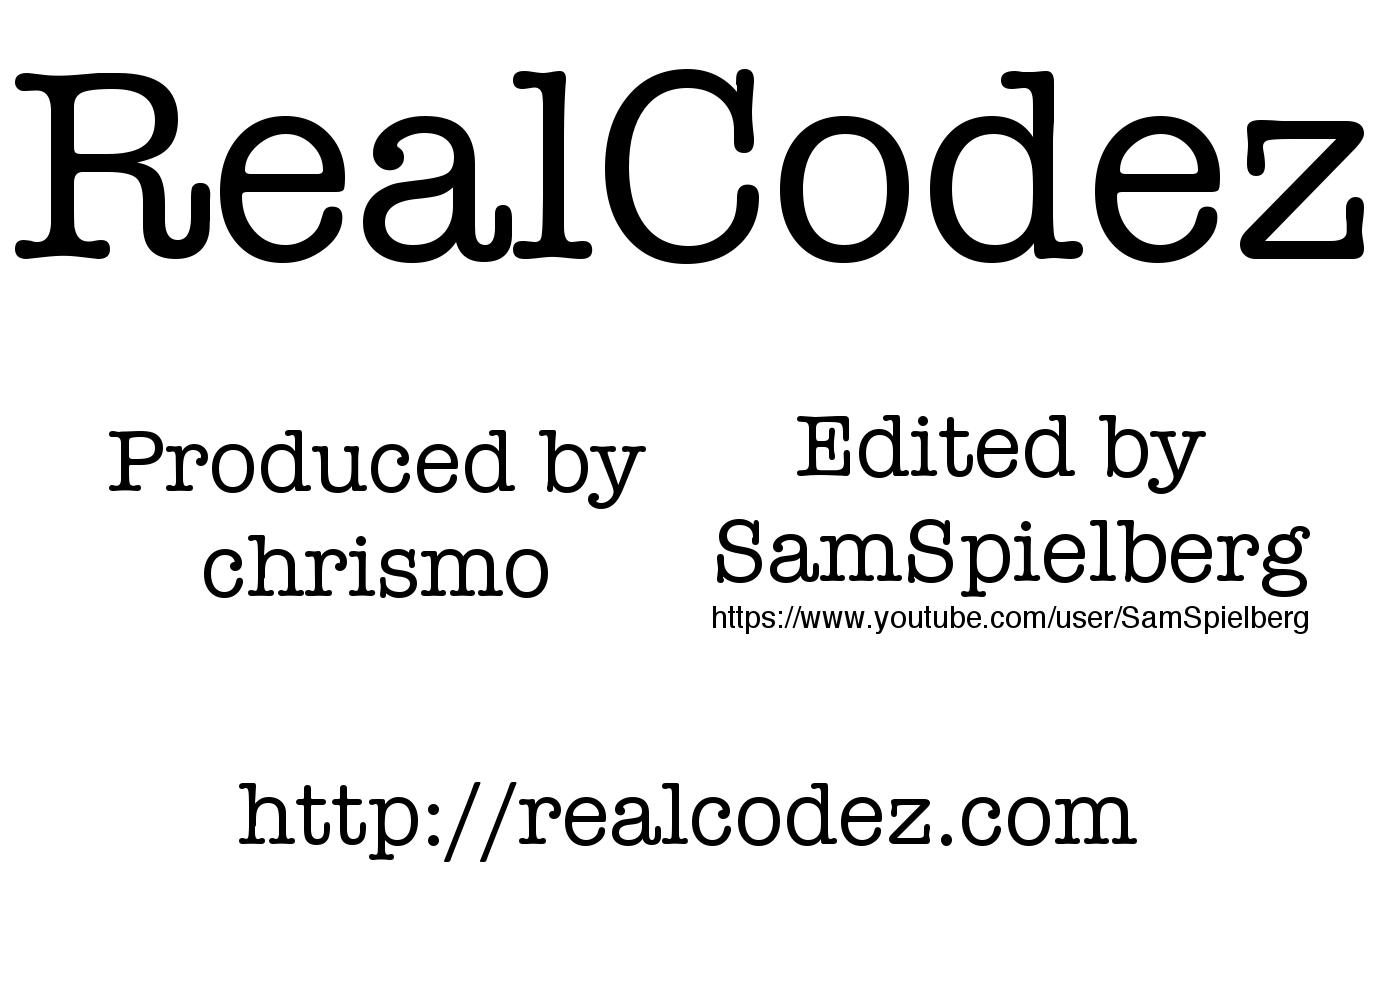 RealCodez
Produced by
chrismo
Edited by
SamSpielberg
https://www.youtube.com/user/SamSpielberg
http://realcodez.com